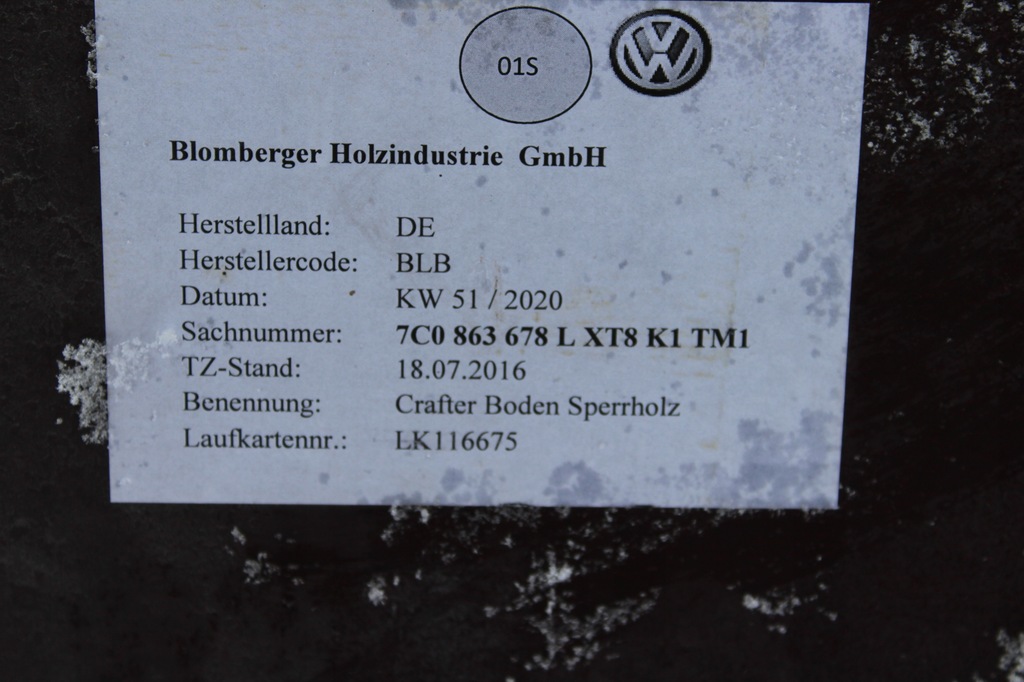 01S
VW
Blomberger Holzindustrie GmbH
Herstellland: DE
Herstellercode: BLB
Datum: KW 51 / 2020
Sachnummer: 7C0 863 678 L XT8 K1 TM1
TZ-Stand: 18.07.2016
Benennung: Crafter Boden Sperrholz
Laufkartennr.: LK116675